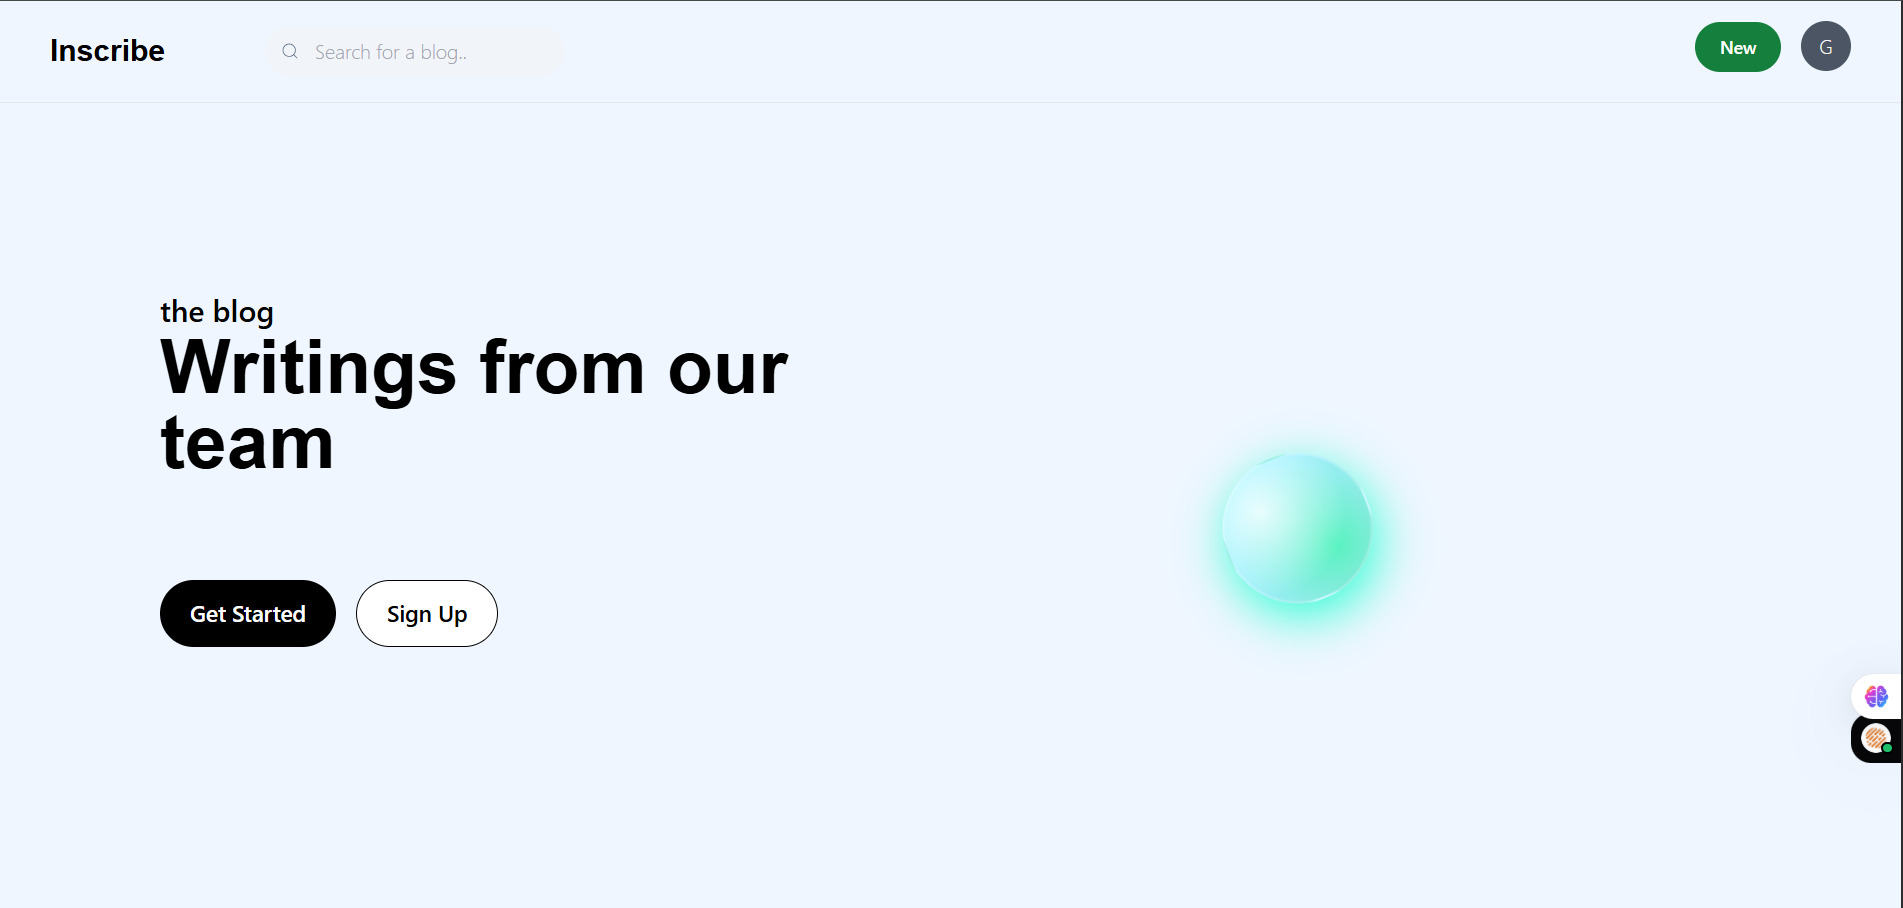 Inscribe
Search for a blog..
New
G
the blog
Writings from our
team
Get Started
Sign Up